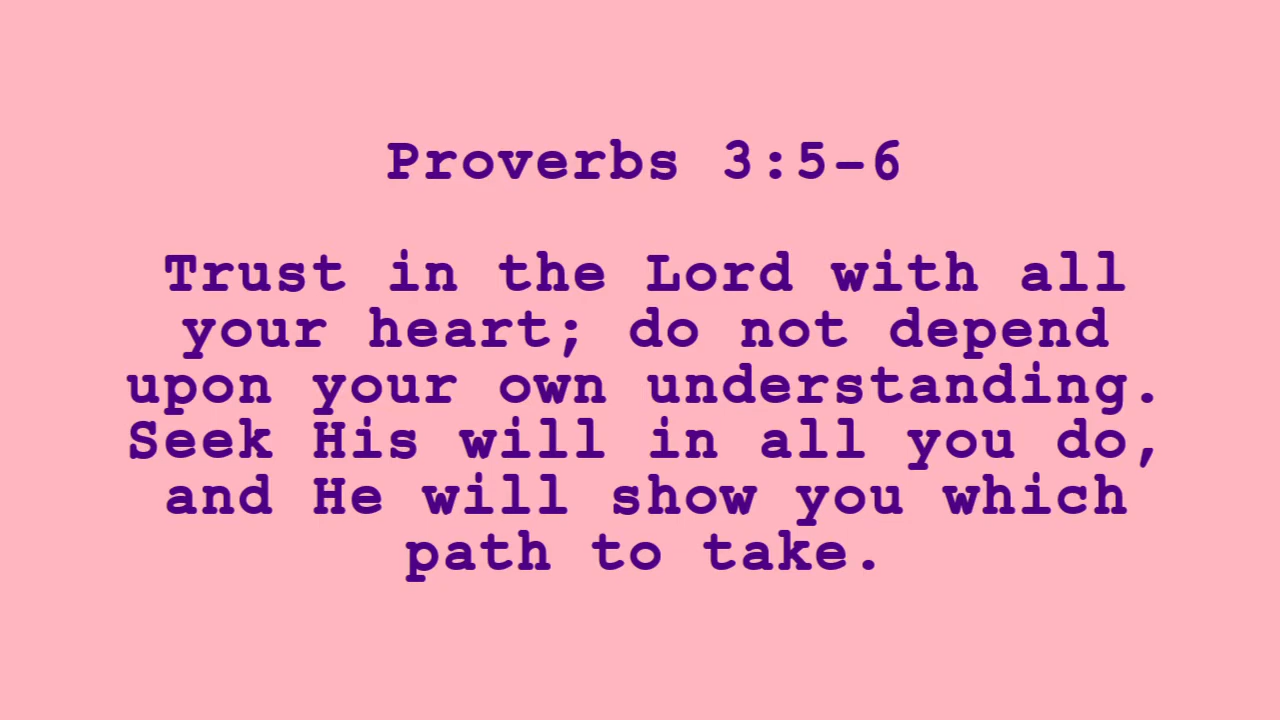 Proverbs 3:5-6
Trust in the Lord with all
your heart; do not depend
upon your own understanding.
Seek His will in all you do,
and He will show you which
path to take.